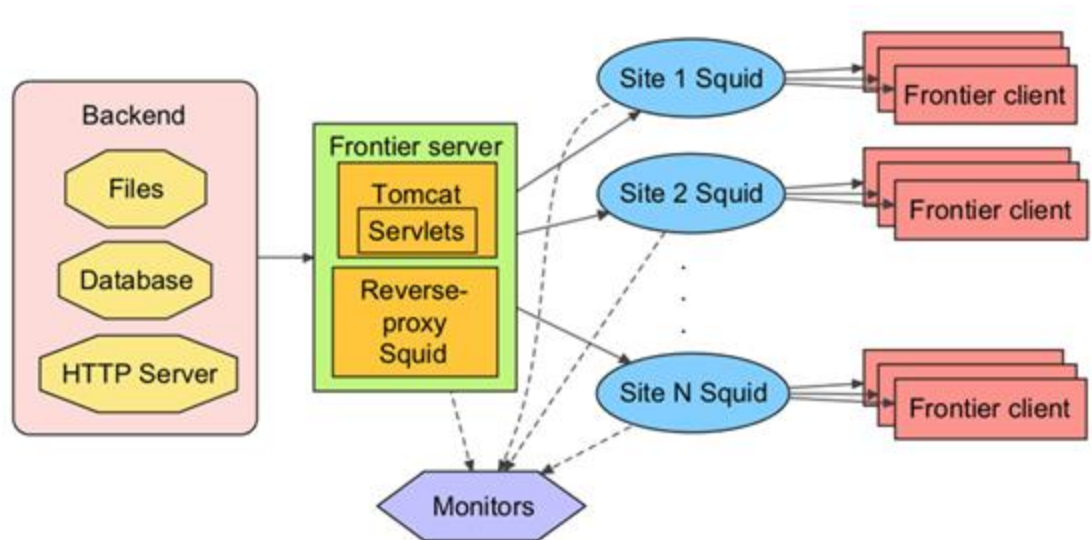 Backend
Files
Database
HTTP Server
Frontier server
Tomcat
Servlets
Reverse-
proxy
Squid
Site 1 Squid
Frontier client
Site 2 Squid
Frontier client
Site N Squid
Frontier client
Monitors